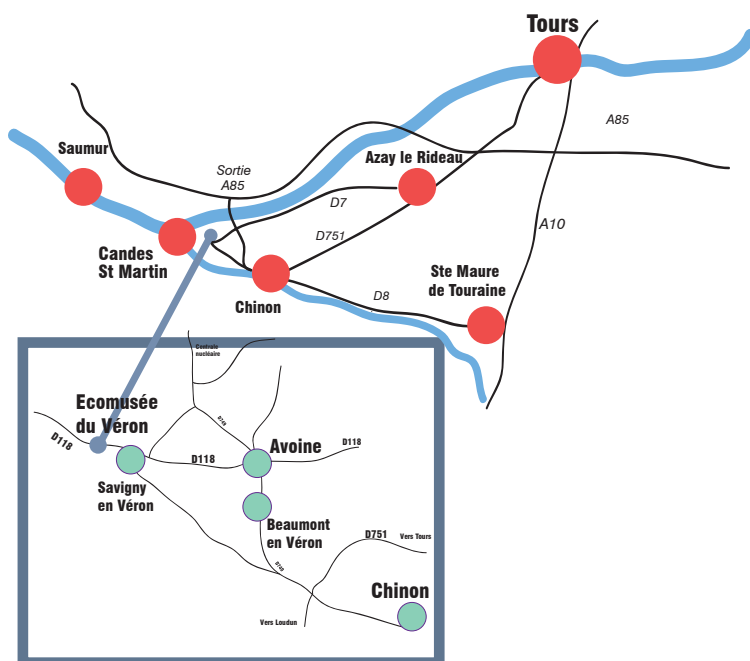 Tours
A85
Saumur
Sortie
A85
Azay le Rideau
D7
D751
A10
Candes
St Martin
Ste Maure
de Touraine
Chinon
D8
Centrale
nucléaire
Ecomusée
du Véron
D118
D749
Avoine
D118
D118
Savigny
en Véron
Beaumont
en Véron
D751
Vers Tours
D749
Chinon
Vers Loudun